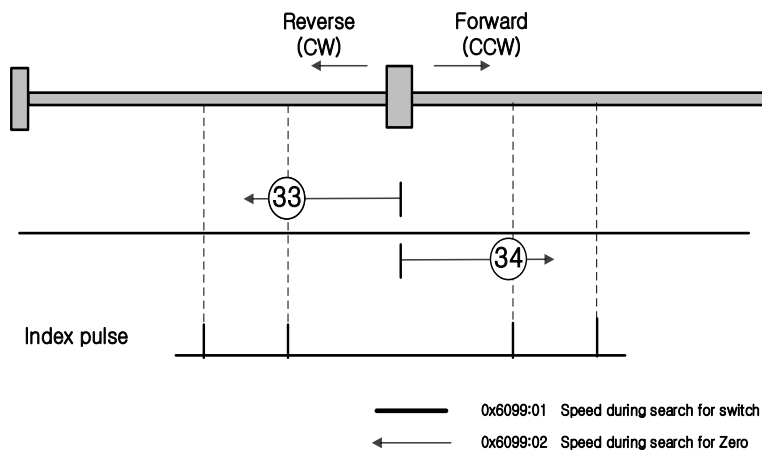 Reverse
(CW)
Forward
(CCW)
33
34
Index pulse
0x6099:01 Speed during search for switch
0x6099:02 Speed during search for Zero